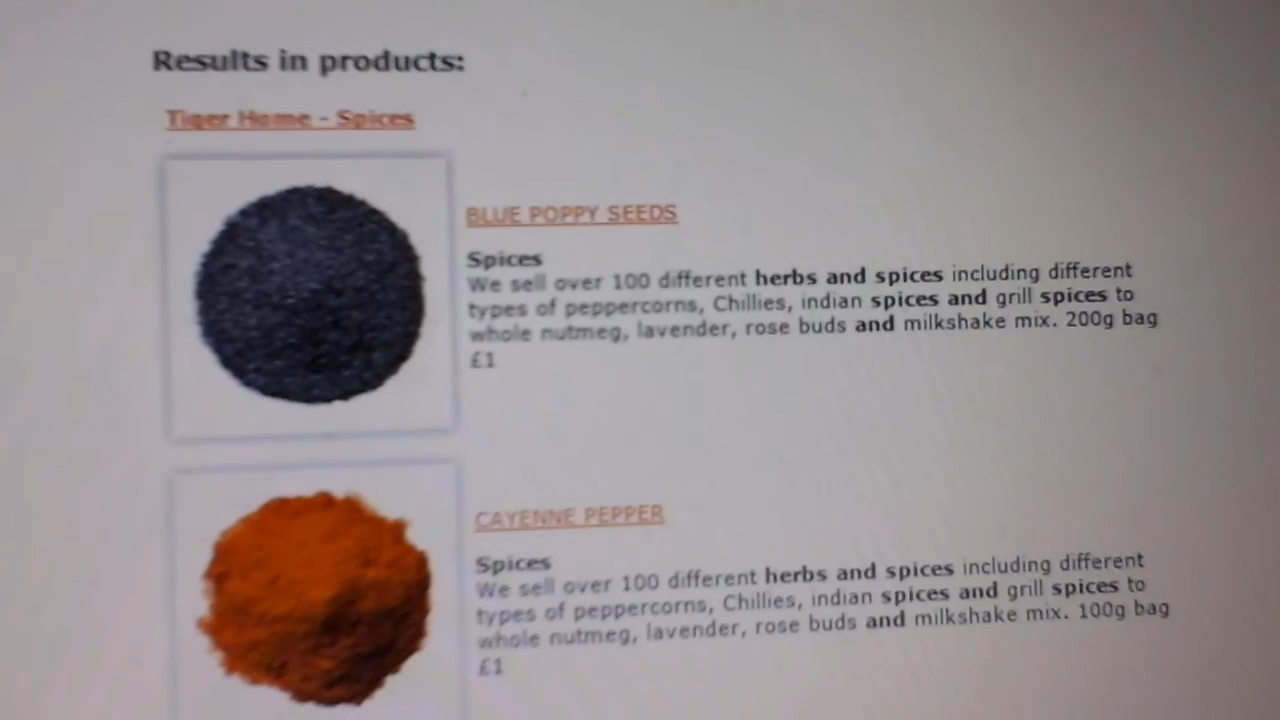 Results in products:
Tiger Home - Spices
BLUE POPPY SEEDS
Spices
We sell over 100 different herbs and spices including different
types of peppercorns, Chillies, indian spices and grill spices to
whole nutmeg, lavender, rose buds and milkshake mix. 200g bag
£1
CAYENNE PEPPER
Spices
We sell over 100 different herbs and spices including different
types of peppercorns, Chillies, indian spices and grill spices to
whole nutmeg, lavender, rose buds and milkshake mix. 100g bag
£1